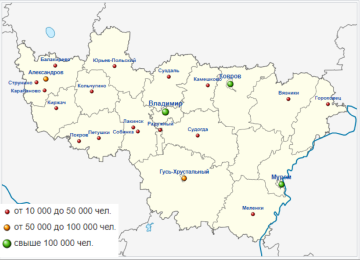 Балакирево
Юрьев-Польский
Александров
Струнино
Карабаново
Кольчугино
Суздаль
Камешково
Ковров
Вязники
Гороховец
Киржач
Владимир
Покров
Петушки
Лакинск
Собинка
Радужный
Судогда
Гусь-Хрустальный
Муром
Меленки
от 10 000 до 50 000 чел.
от 50 000 до 100 000 чел.
свыше 100 000 чел.